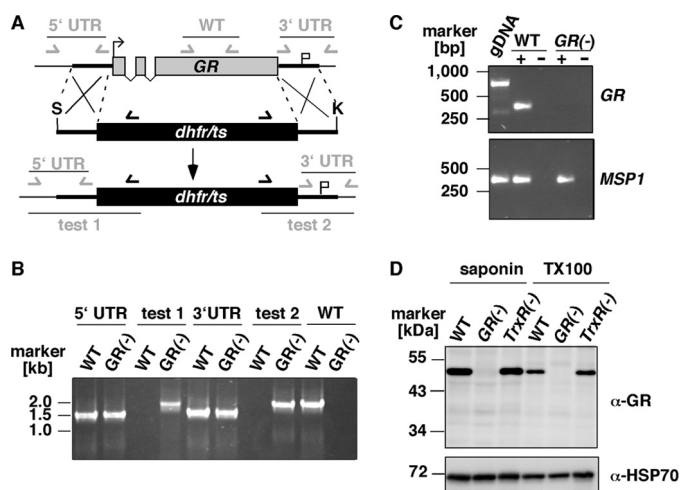 A
5‘ UTR
WT
3‘ UTR
GR
S
K
dhfr/ts
5‘ UTR
3‘ UTR
dhfr/ts
test 1
test 2
B
5‘ UTR test 1 3‘UTR test 2 WT
WT GR(-) WT GR(-) WT GR(-) WT GR(-) WT GR(-)
marker
[kb]
2.0
1.5
1.0
C
marker
[bp]
gDNA
WT GR(-)
+ - + -
1,000
500
250
GR
500
250
MSP1
D
saponin TX100
marker
[kDa]
WT GR(-) TrxR(-) WT GR(-) TrxR(-)
55
43
34
α-GR
72
α-HSP70